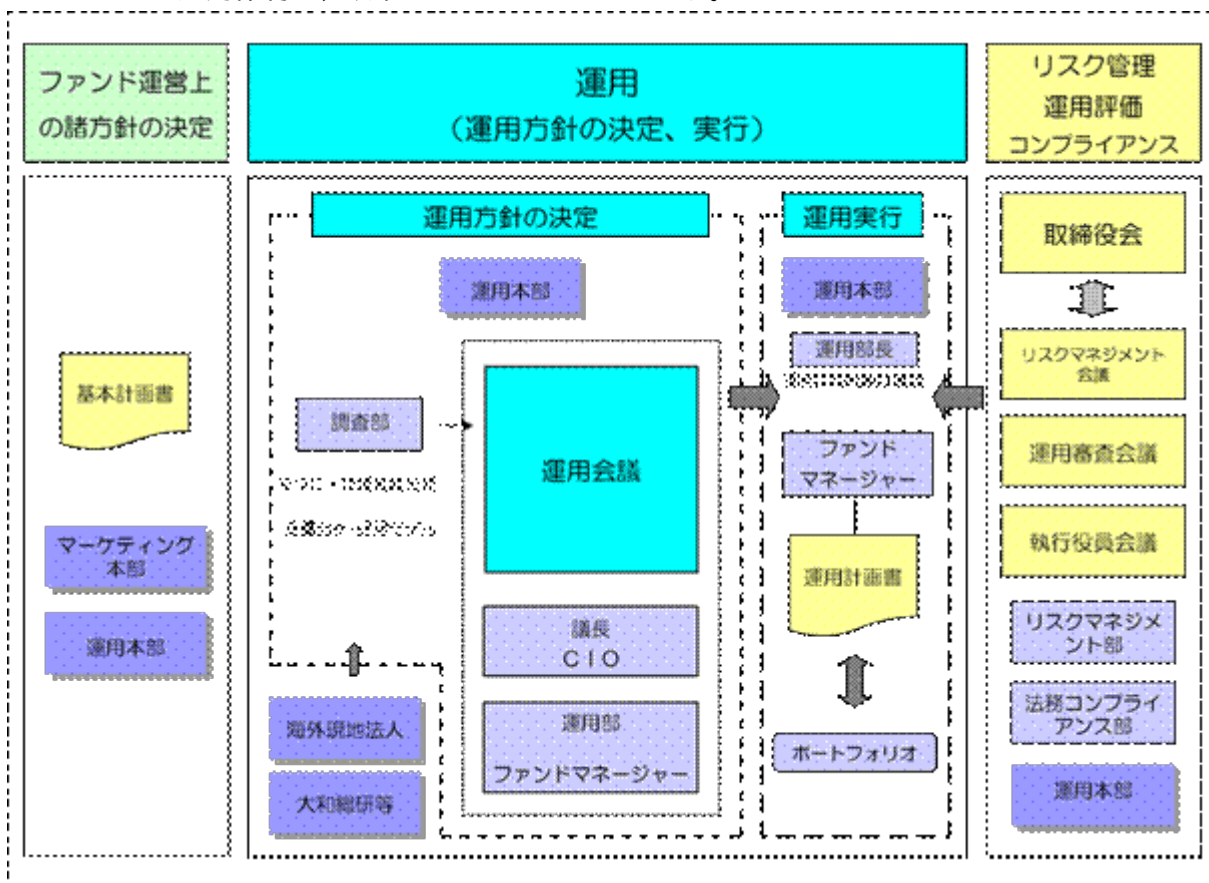 ファンド運営上
の諸方針の決定
運用
（運用方針の決定、実行）
リスク管理
運用評価
コンプライアンス
基本計画書
マーケティング
本部
運用本部
運用方針の決定
運用本部
調査部
運用会議
議長
ＣＩＯ
運用部
ファンドマネージャー
海外現地法人
大和総研等
運用実行
運用本部
運用部長
ファンド
マネージャー
運用計画書
ポートフォリオ
取締役会
リスクマネジメント
会議
運用審査会議
執行役員会議
リスクマネジメ
ント部
法務コンプライ
アンス部
運用本部